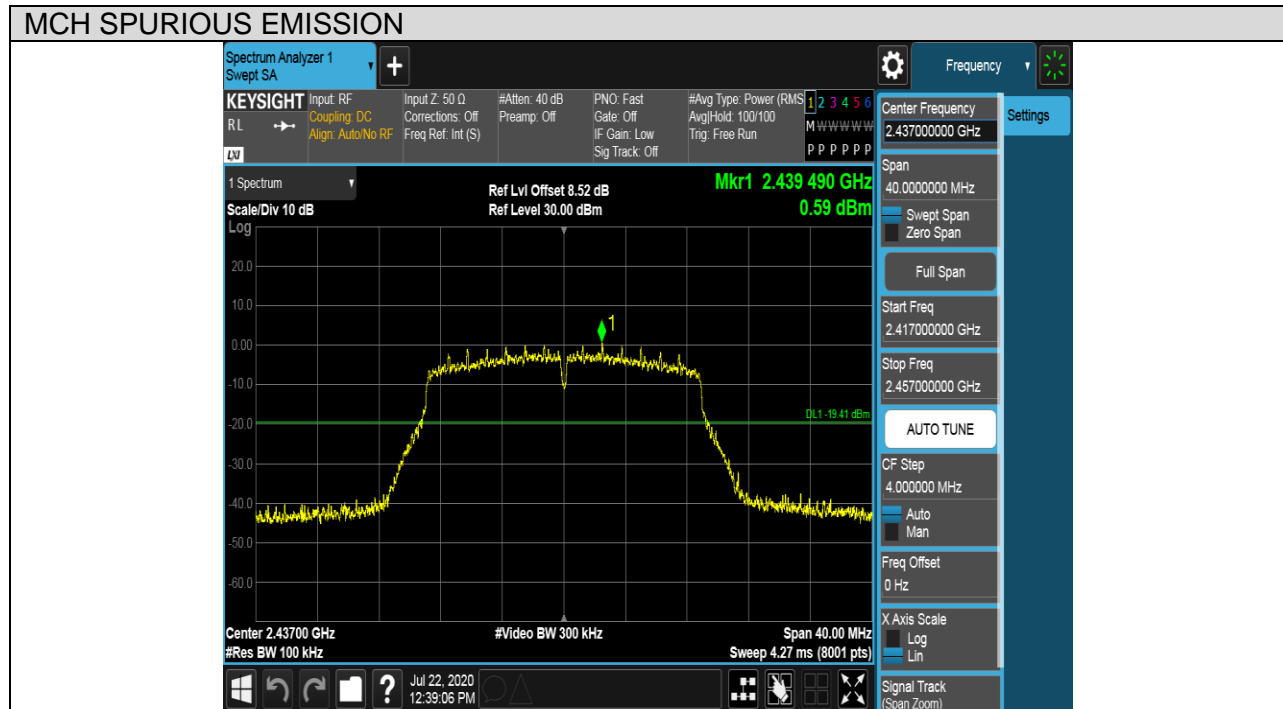 MCH SPURIOUS EMISSION
Spectrum Analyzer 1
Swept SA
+
Frequency
KEYSIGHT
RL
LXI
Input: RF
Coupling: DC
Align: Auto/No RF
Input Z: 50 Ω
Corrections: Off
Freq Ref: Int (S)
#Atten: 40 dB
Preamp: Off
PNO: Fast
Gate: Off
IF Gain: Low
Sig Track: Off
#Avg Type: Power (RMS
Avg|Hold: 100/100
Trig: Free Run
1 2 3 4 5 6
M W W W W W
P P P P P P
1 Spectrum
Scale/Div 10 dB
Log
Ref Lvl Offset 8.52 dB
Ref Level 30.00 dBm
Mkr1 2.439 490 GHz
0.59 dBm
20.0
10.0
0.00
-10.0
-20.0
-30.0
-40.0
-50.0
-60.0
1
DL1 -19.41 dBm
Center 2.43700 GHz
#Res BW 100 kHz
#Video BW 300 kHz
Span 40.00 MHz
Sweep 4.27 ms (8001 pts)
Center Frequency
2.437000000 GHz
Settings
Span
40.0000000 MHz
Swept Span
Zero Span
Full Span
Start Freq
2.417000000 GHz
Stop Freq
2.457000000 GHz
AUTO TUNE
CF Step
4.000000 MHz
Auto
Man
Freq Offset
0 Hz
X Axis Scale
Log
Lin
Signal Track
(Span Zoom)
?
Jul 22, 2020
12:39:06 PM